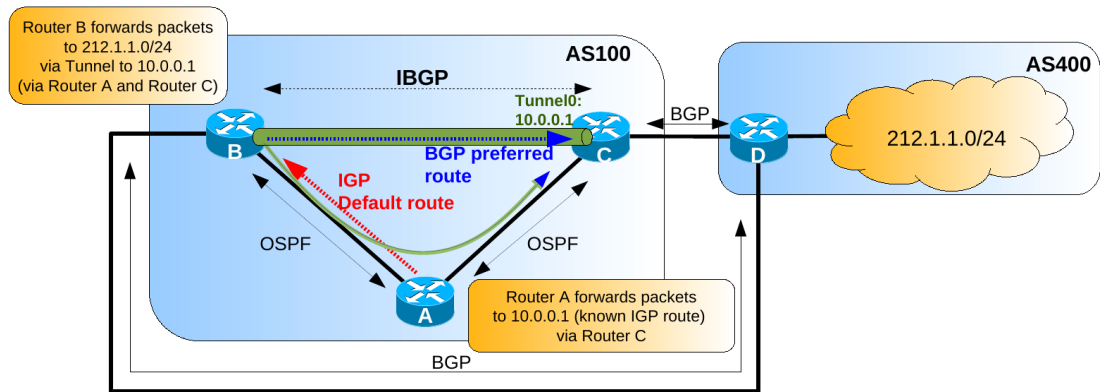 Router B forwards packets
to 212.1.1.0/24
via Tunnel to 10.0.0.1
(via Router A and Router C)
AS100
AS400
IBGP
Tunnel0:
10.0.0.1
BGP
B
C
D
212.1.1.0/24
BGP preferred
route
IGP
Default route
OSPF
OSPF
A
Router A forwards packets
to 10.0.0.1 (known IGP route)
via Router C
BGP